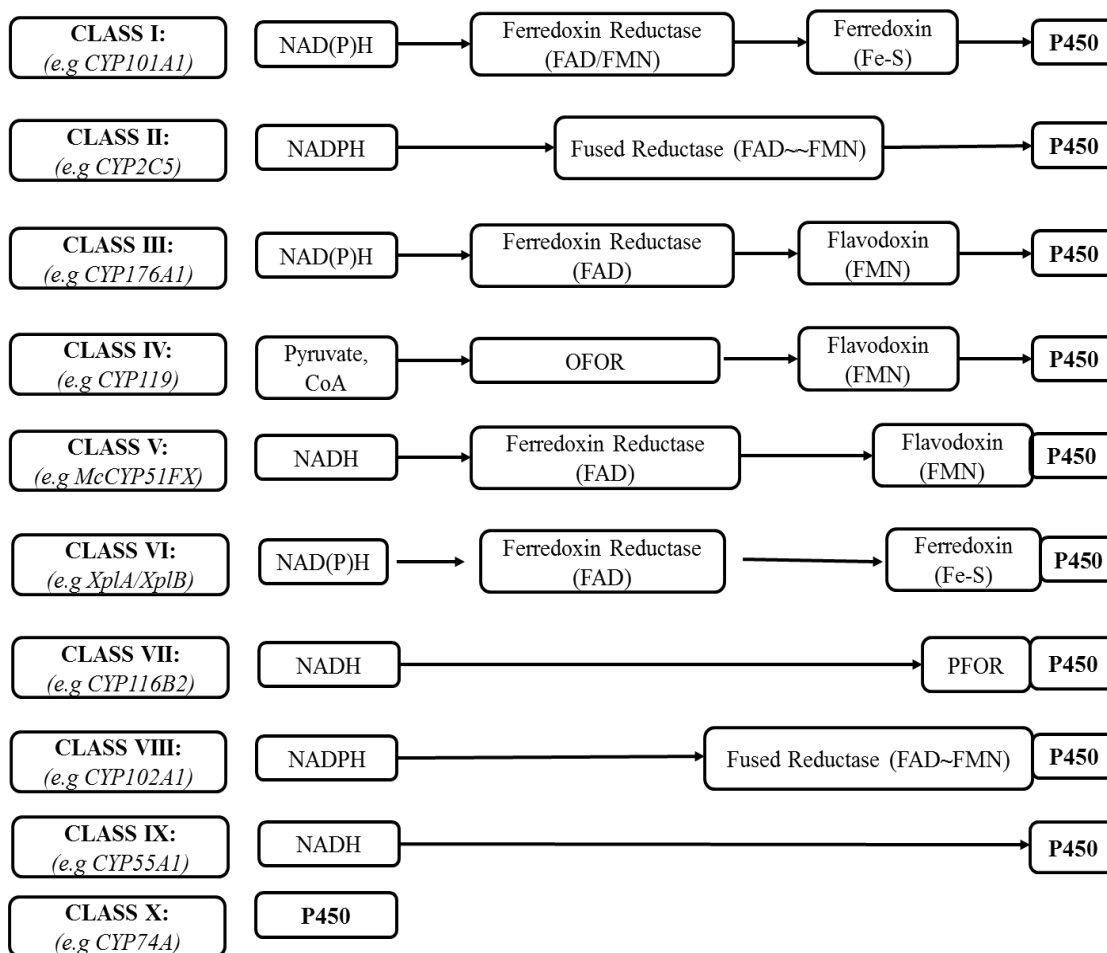 CLASS I:
(e.g CYP101A1)
NAD(P)H
Ferredoxin Reductase
(FAD/FMN)
Ferredoxin
(Fe-S)
P450
CLASS II:
(e.g CYP2C5)
NADPH
Fused Reductase (FAD~~FMN)
P450
CLASS III:
(e.g CYP176A1)
NAD(P)H
Ferredoxin Reductase
(FAD)
Flavodoxin
(FMN)
P450
CLASS IV:
(e.g CYP119)
Pyruvate,
CoA
OFOR
Flavodoxin
(FMN)
P450
CLASS V:
(e.g McCYP51FX)
NADH
Ferredoxin Reductase
(FAD)
Flavodoxin
(FMN)
P450
CLASS VI:
(e.g XplA/XplB)
NAD(P)H
Ferredoxin Reductase
(FAD)
Ferredoxin
(Fe-S)
P450
CLASS VII:
(e.g CYP116B2)
NADH
PFOR
P450
CLASS VIII:
(e.g CYP102A1)
NADPH
Fused Reductase (FAD~FMN)
P450
CLASS IX:
(e.g CYP55A1)
NADH
P450
CLASS X:
(e.g CYP74A)
P450